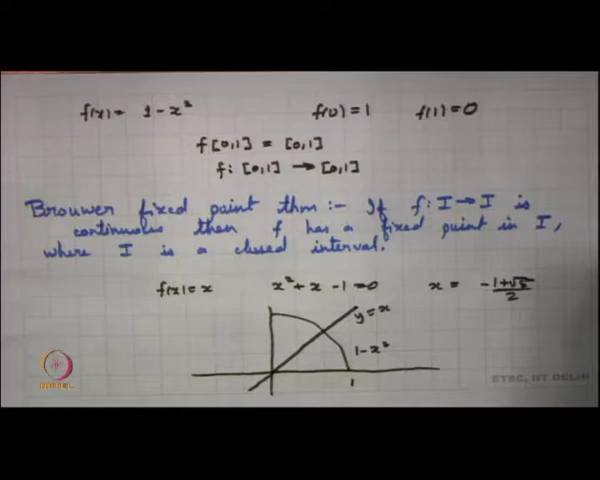 f(x) = 1 - x² f(0) = 1 f(1) = 0
f[0,1] = [0,1]
f: [0,1] → [0,1]
Brouwer fixed point thm :- If f: I → I is
continuous then f has a fixed point in I,
where I is a closed interval.
f(x) = x x² + x - 1 = 0 x = (-1+√5)/2
y = x
1 - x²
1
ETSC, IIT DELHI